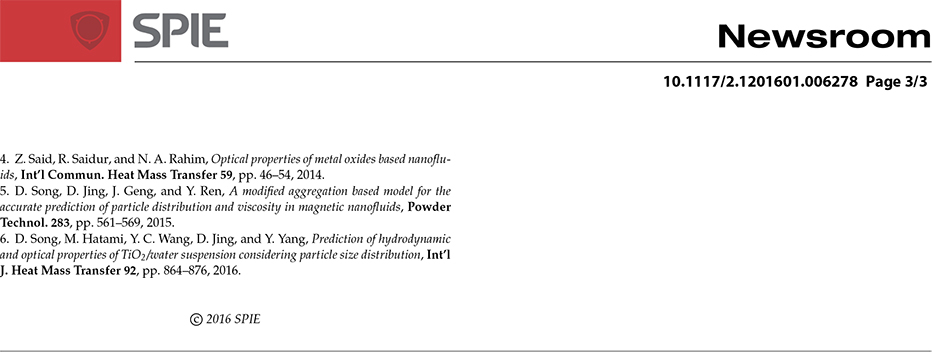 SPIE
Newsroom
10.1117/2.1201601.006278 Page 3/3
4. Z. Said, R. Saidur, and N. A. Rahim, Optical properties of metal oxides based nanoflu-
ids, Int'l Commun. Heat Mass Transfer 59, pp. 46–54, 2014.
5. D. Song, D. Jing, J. Geng, and Y. Ren, A modified aggregation based model for the
accurate prediction of particle distribution and viscosity in magnetic nanofluids, Powder
Technol. 283, pp. 561–569, 2015.
6. D. Song, M. Hatami, Y. C. Wang, D. Jing, and Y. Yang, Prediction of hydrodynamic
and optical properties of TiO₂/water suspension considering particle size distribution, Int'l
J. Heat Mass Transfer 92, pp. 864–876, 2016.
© 2016 SPIE